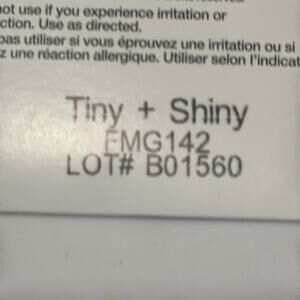 not use if you experience irritation or
ction. Use as directed.
pas utiliser si vous éprouvez une irritation ou si
z une réaction allergique. Utiliser selon l'indicat
Tiny + Shiny
EMG142
LOT# B01560